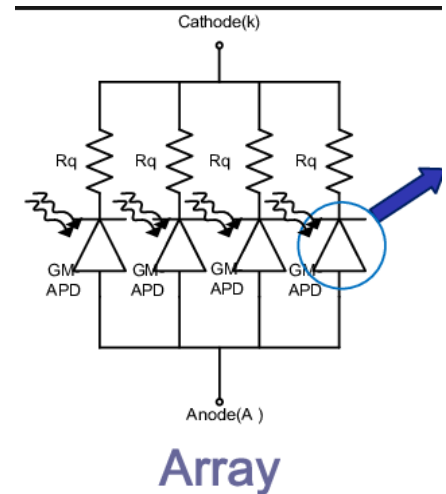 Cathode(k)
Rq Rq Rq Rq
GM- GM- GM- GM-
APD APD APD APD
Anode(A )
Array